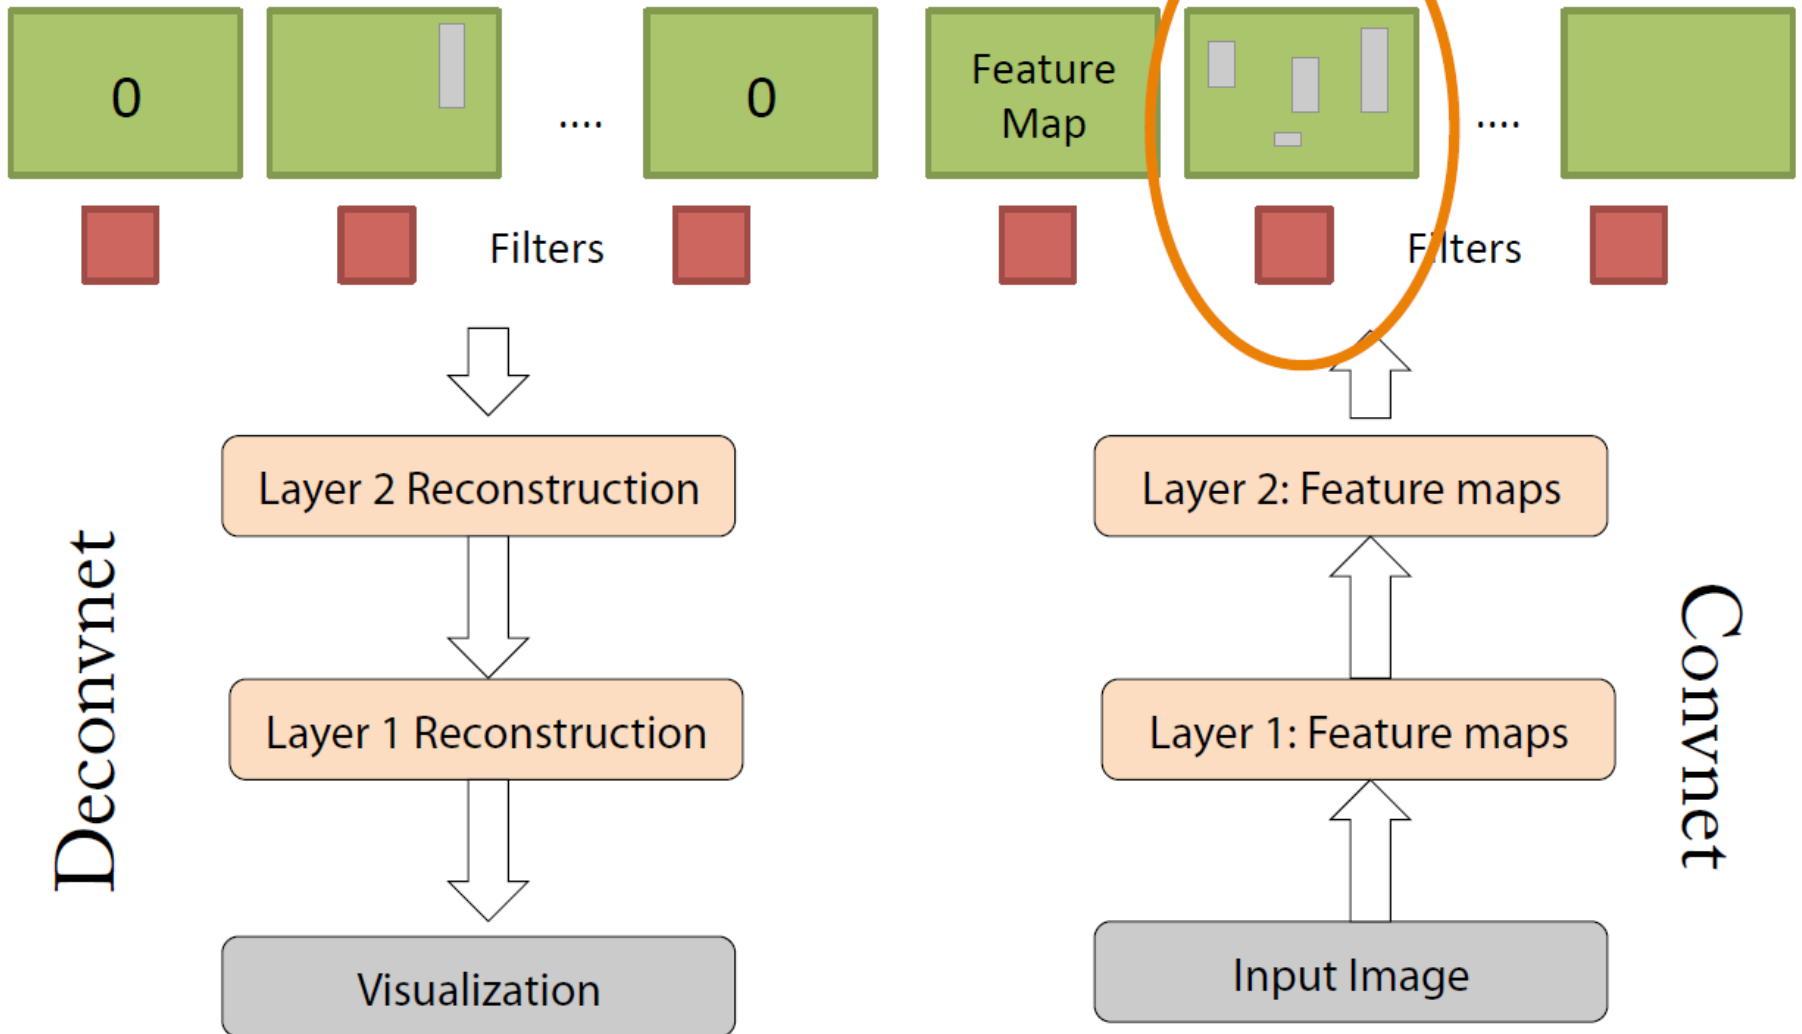 0
....
0
Feature
Map
....
Filters
Filters
Layer 2 Reconstruction
Layer 2: Feature maps
Deconvnet
Convnet
Layer 1 Reconstruction
Layer 1: Feature maps
Visualization
Input Image